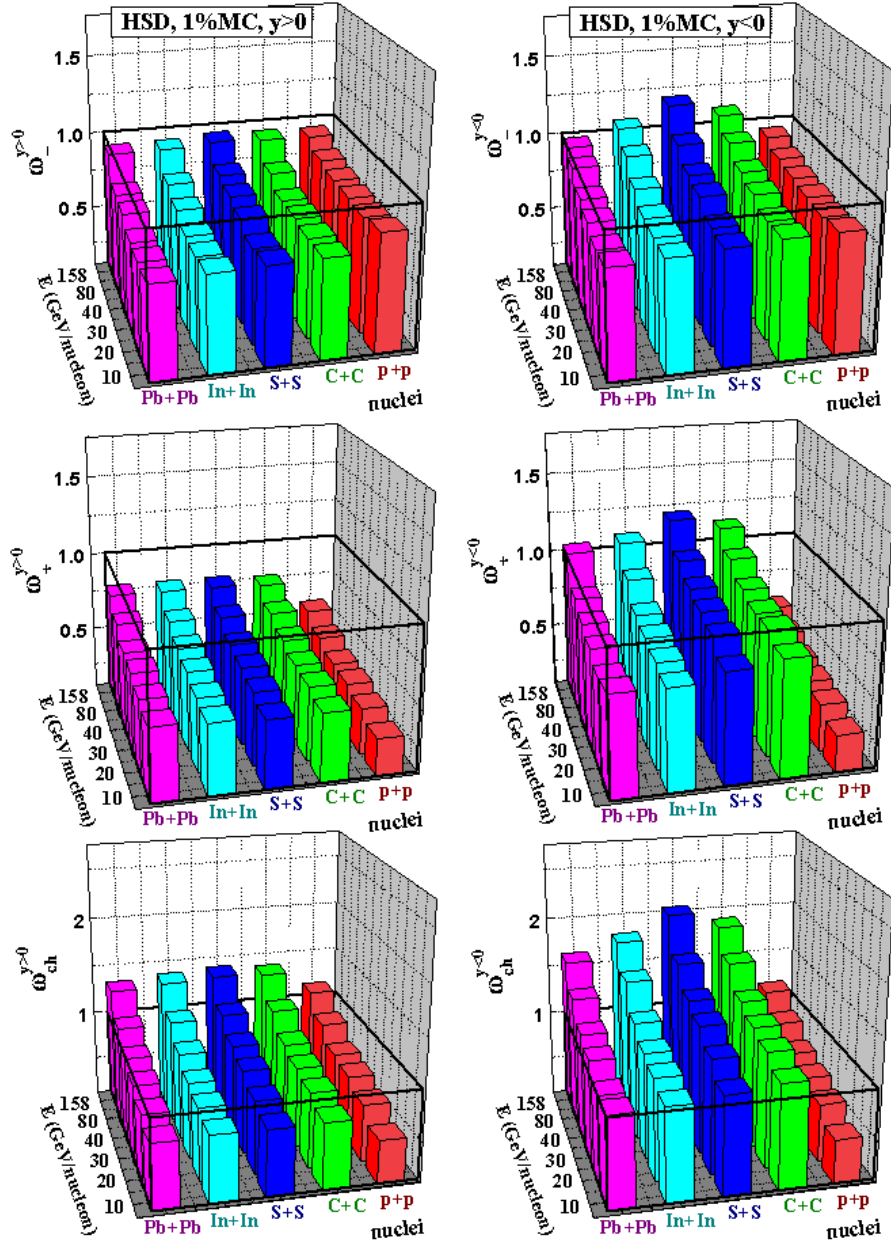 HSD, 1%MC, y>0
1.5
1.0
0.5
ω₋^{y>0}
158
80
40
30
20
10
E (GeV/nucleon)
Pb+Pb
In+In
S+S
C+C
p+p
nuclei
HSD, 1%MC, y<0
1.5
1.0
0.5
ω₋^{y<0}
158
80
40
30
20
10
E (GeV/nucleon)
Pb+Pb
In+In
S+S
C+C
p+p
nuclei
1.5
1.0
0.5
ω₊^{y>0}
158
80
40
30
20
10
E (GeV/nucleon)
Pb+Pb
In+In
S+S
C+C
p+p
nuclei
1.5
1.0
0.5
ω₊^{y<0}
158
80
40
30
20
10
E (GeV/nucleon)
Pb+Pb
In+In
S+S
C+C
p+p
nuclei
2
1
ω_{ch}^{y>0}
158
80
40
30
20
10
E (GeV/nucleon)
Pb+Pb
In+In
S+S
C+C
p+p
nuclei
2
1
ω_{ch}^{y<0}
158
80
40
30
20
10
E (GeV/nucleon)
Pb+Pb
In+In
S+S
C+C
p+p
nuclei